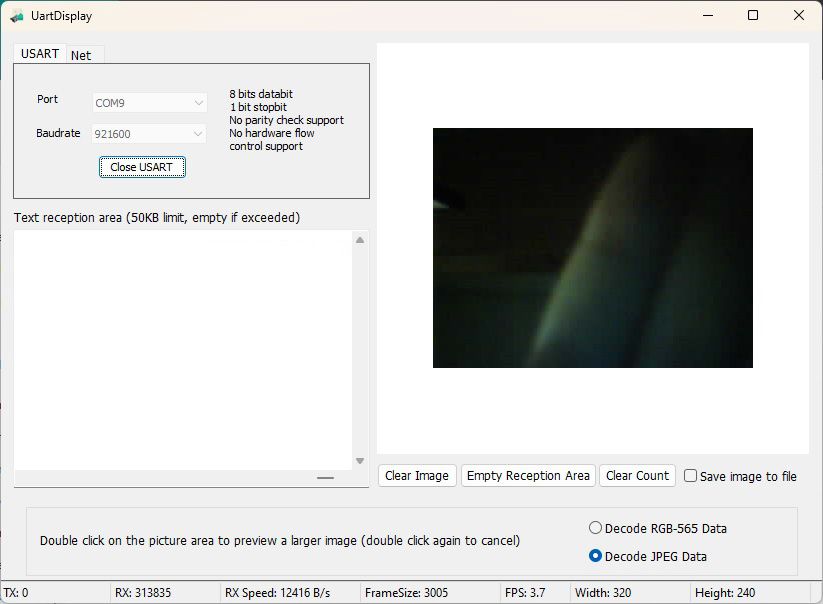 UartDisplay
USART Net
Port COM9
Baudrate 921600
Close USART
8 bits databit
1 bit stopbit
No parity check support
No hardware flow
control support
Text reception area (50KB limit, empty if exceeded)
Clear Image Empty Reception Area Clear Count Save image to file
Double click on the picture area to preview a larger image (double click again to cancel)
Decode RGB-565 Data
Decode JPEG Data
TX: 0 RX: 313835 RX Speed: 12416 B/s FrameSize: 3005 FPS: 3.7 Width: 320 Height: 240